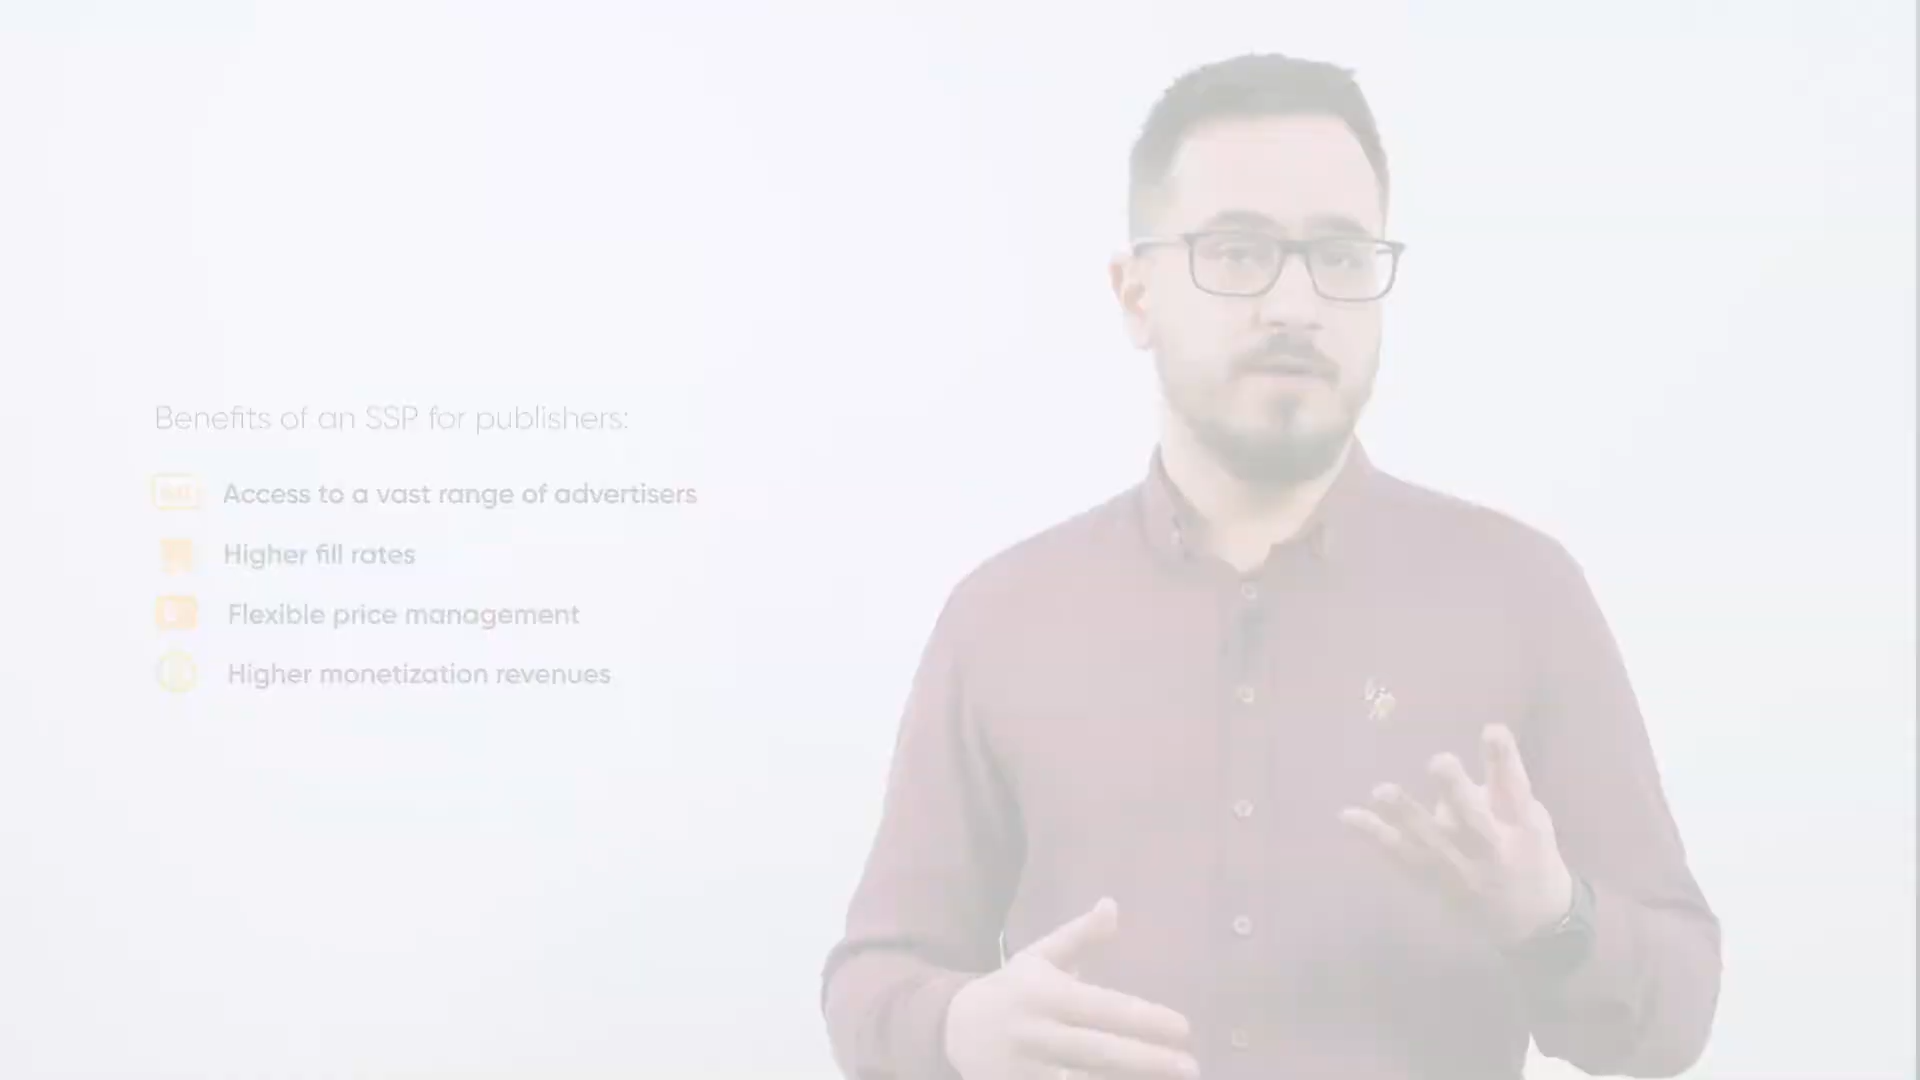 Benefits of an SSP for publishers:
Access to a vast range of advertisers
Higher fill rates
Flexible price management
Higher monetization revenues